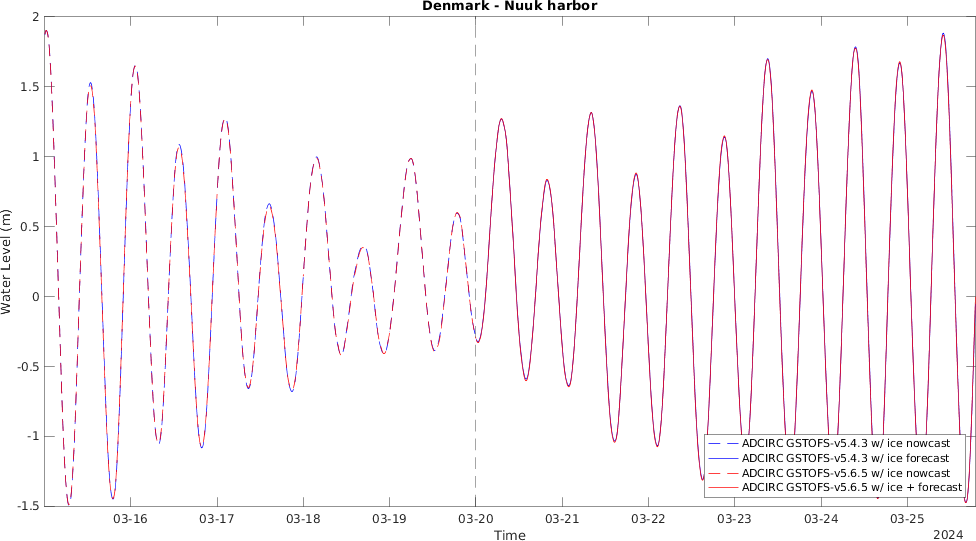 Denmark - Nuuk harbor
2
1.5
1
0.5
0
-0.5
-1
-1.5
Water Level (m)
ADCIRC GSTOFS-v5.4.3 w/ ice nowcast
ADCIRC GSTOFS-v5.4.3 w/ ice forecast
ADCIRC GSTOFS-v5.6.5 w/ ice nowcast
ADCIRC GSTOFS-v5.6.5 w/ ice + forecast
03-16 03-17 03-18 03-19 03-20 03-21 03-22 03-23 03-24 03-25
Time
2024